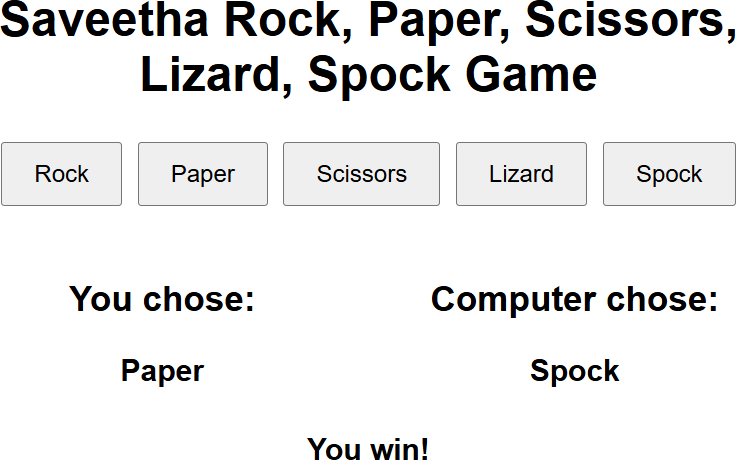 Saveetha Rock, Paper, Scissors,
Lizard, Spock Game
Rock Paper Scissors Lizard Spock
You chose: Computer chose:
Paper Spock
You win!